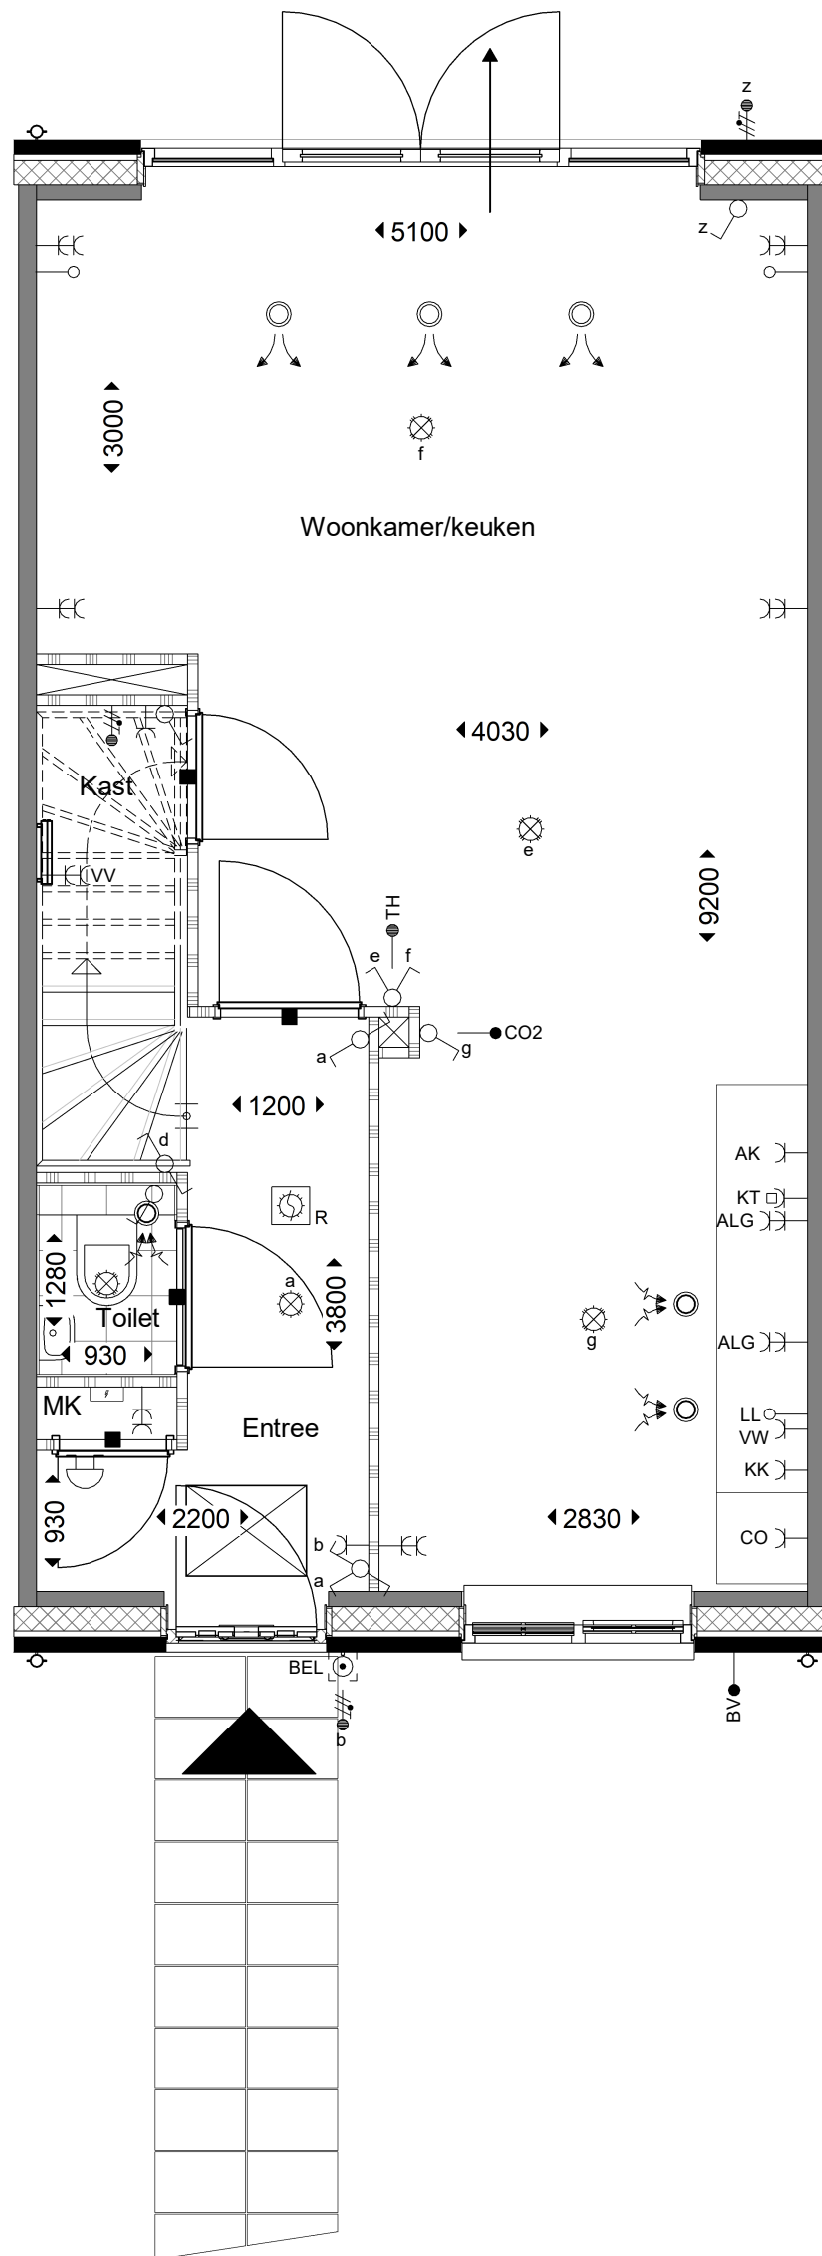 z
z
5100
3000
f
Woonkamer/keuken
4030
Kast
e
VV
9200
TH
e
f
a
g
CO2
1200
d
AK
KT
ALG
R
1280
a
3800
Toilet
g
930
ALG
MK
LL
Entree
VW
KK
930
2200
b
2830
CO
a
BEL
BV
b